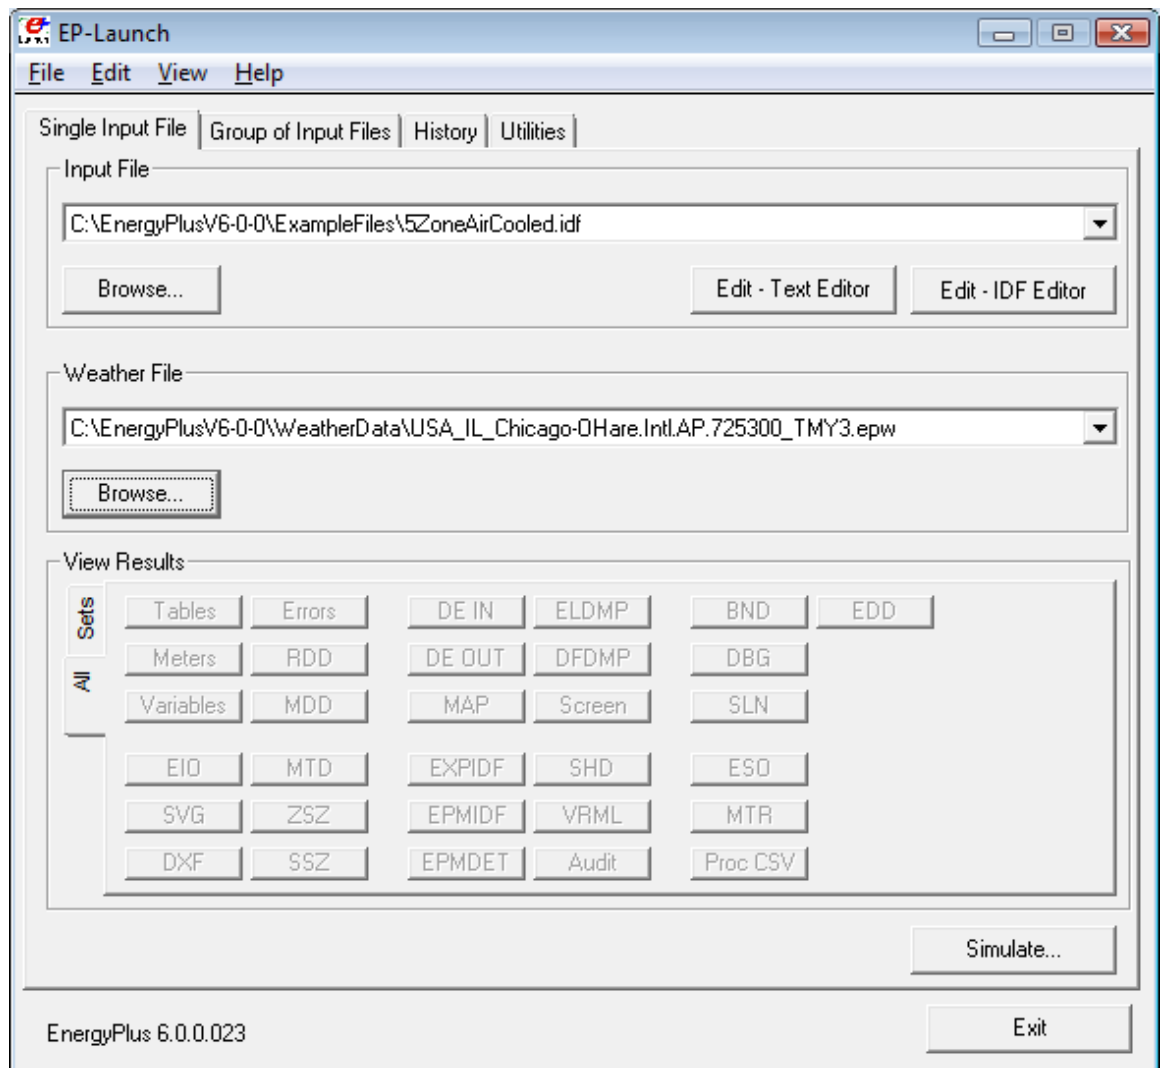 EP-Launch
File Edit View Help
Single Input File Group of Input Files History Utilities
Input File
C:\EnergyPlusV6-0-0\ExampleFiles\5ZoneAirCooled.idf
Browse... Edit - Text Editor Edit - IDF Editor
Weather File
C:\EnergyPlusV6-0-0\WeatherData\USA_IL_Chicago-OHare.Intl.AP.725300_TMY3.epw
Browse...
View Results
Sets
All
Tables Errors DE IN ELDMP BND EDD
Meters RDD DE OUT DFDMP DBG
Variables MDD MAP Screen SLN
EIO MTD EXPIDF SHD ESO
SVG ZSZ EPMIDF VRML MTR
DXF SSZ EPMDET Audit Proc CSV
Simulate...
EnergyPlus 6.0.0.023 Exit